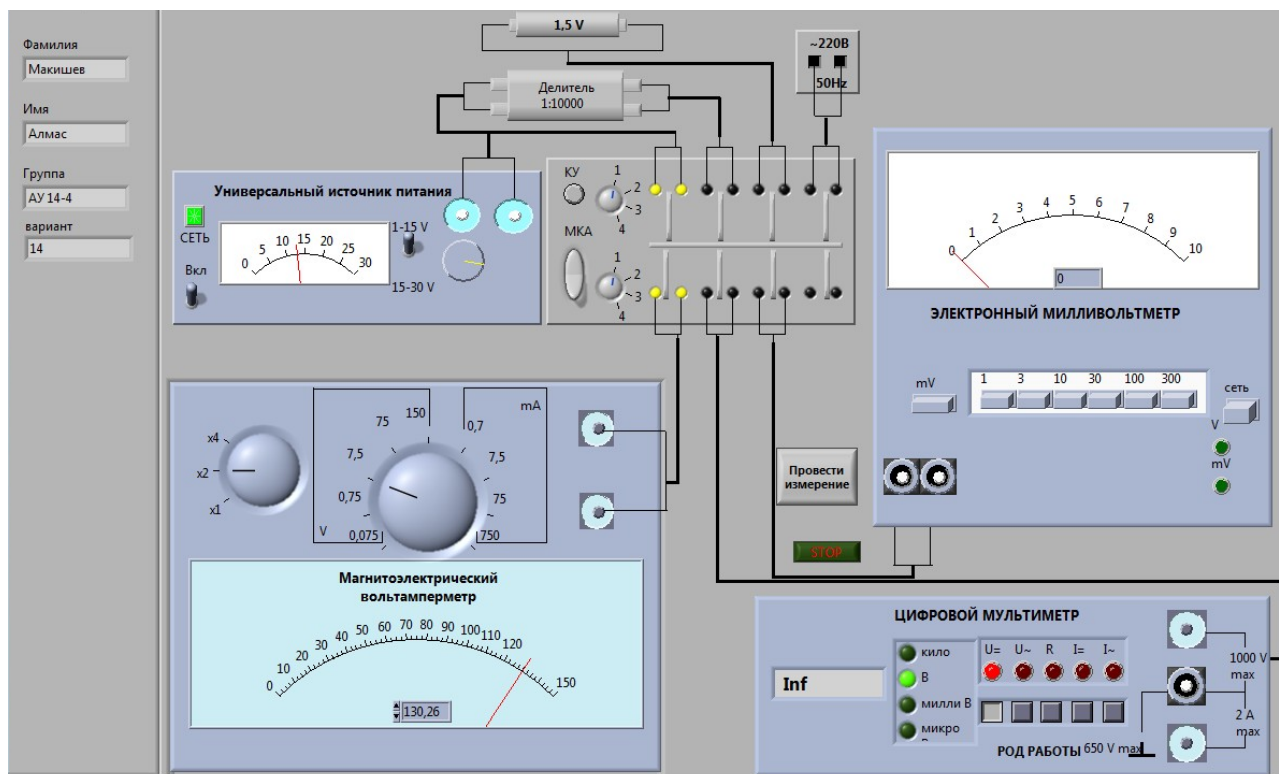 Фамилия
Макишев
Имя
Алмас
Группа
АУ 14-4
вариант
14
1,5 V
Делитель
1:10000
~220В
50Hz
Универсальный источник питания
СЕТЬ
Вкл
0 5 10 15 20 25 30
1-15 V
15-30 V
КУ
1
2
3
4
МКА
1
2
3
4
0 1 2 3 4 5 6 7 8 9 10
0
ЭЛЕКТРОННЫЙ МИЛЛИВОЛЬТМЕТР
mV
1 3 10 30 100 300
сеть
V
mV
x4
x2
x1
V
0,075
0,75
7,5
75
150
mA
0,7
7,5
75
750
Магнитоэлектрический
вольтамперметр
0 10 20 30 40 50 60 70 80 90 100 110 120 150
130,26
Провести
измерение
STOP
ЦИФРОВОЙ МУЛЬТИМЕТР
Inf
кило
В
милли В
микро
U= U~ R I= I~
РОД РАБОТЫ
650 V max
1000 V
max
2 A
max